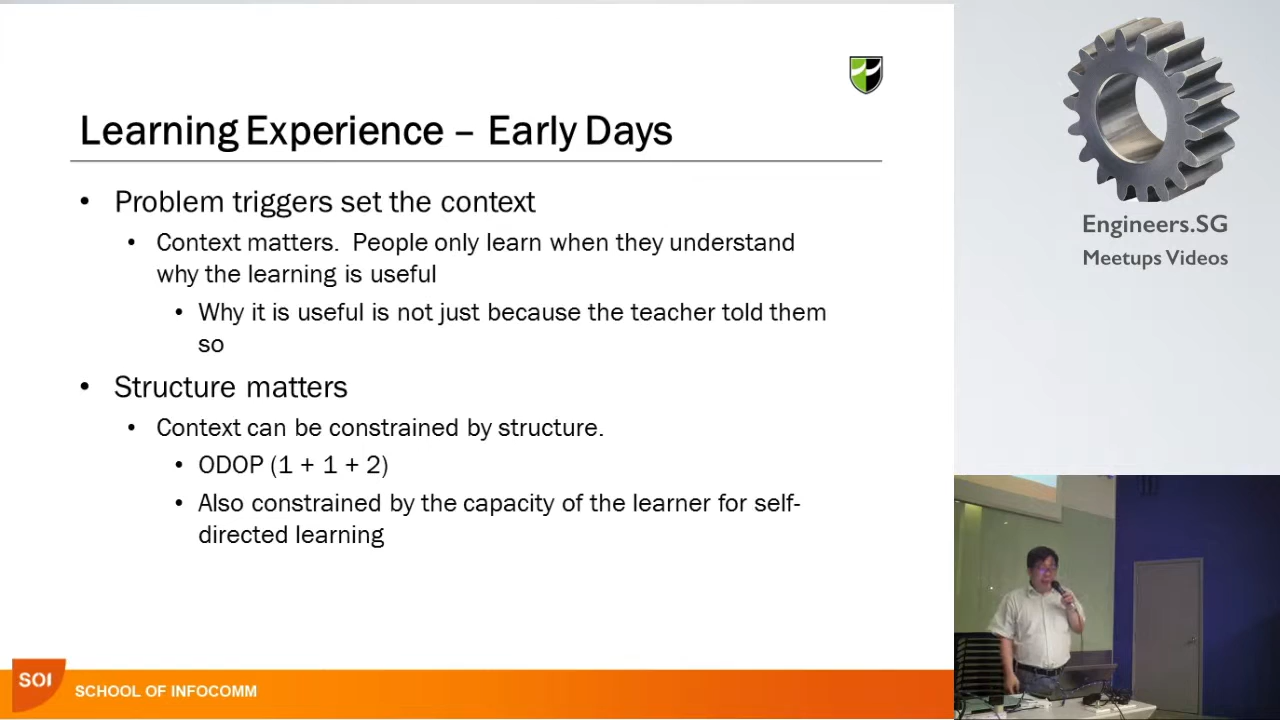 Learning Experience – Early Days
• Problem triggers set the context
• Context matters. People only learn when they understand
why the learning is useful
• Why it is useful is not just because the teacher told them
so
• Structure matters
• Context can be constrained by structure.
• ODOP (1 + 1 + 2)
• Also constrained by the capacity of the learner for self-
directed learning
SOI
SCHOOL OF INFOCOMM
Engineers.SG
Meetups Videos